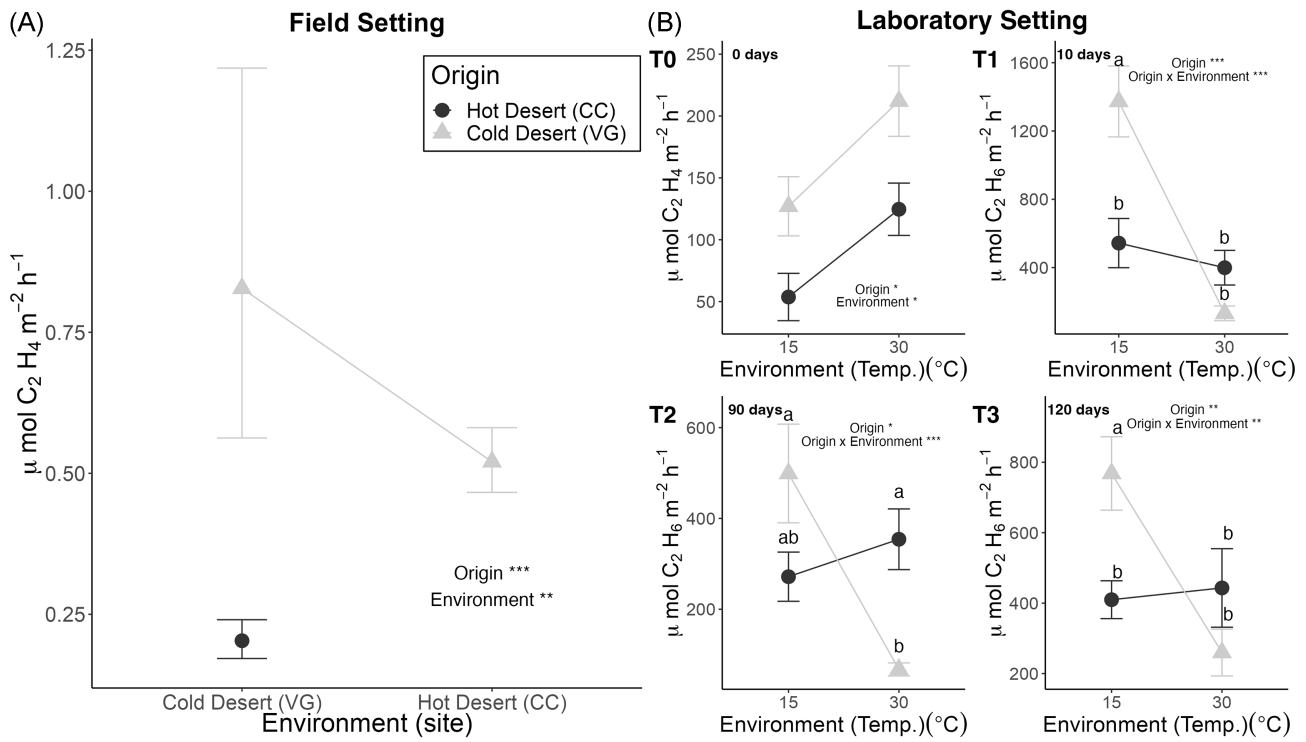 (A)
Field Setting
1.25
1.00
0.75
0.50
0.25
μ mol C₂ H₄ m⁻² h⁻¹
Origin
Hot Desert (CC)
Cold Desert (VG)
Origin ***
Environment **
Cold Desert (VG)
Hot Desert (CC)
Environment (site)
(B)
Laboratory Setting
T0
0 days
250
200
150
100
50
μ mol C₂ H₄ m⁻² h⁻¹
Origin *
Environment *
15
30
Environment (Temp.)(°C)
T1
10 days
1600
1200
800
400
μ mol C₂ H₆ m⁻² h⁻¹
Origin ***
Origin x Environment ***
a
b
b
b
15
30
Environment (Temp.)(°C)
T2
90 days
600
400
200
μ mol C₂ H₆ m⁻² h⁻¹
Origin *
Origin x Environment ***
a
ab
a
b
15
30
Environment (Temp.)(°C)
T3
120 days
800
600
400
200
μ mol C₂ H₆ m⁻² h⁻¹
Origin **
Origin x Environment **
a
b
b
b
15
30
Environment (Temp.)(°C)